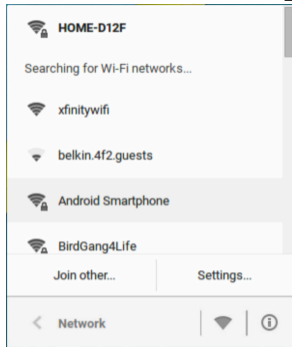 HOME-D12F
Searching for Wi-Fi networks...
xfinitywifi
belkin.4f2.guests
Android Smartphone
BirdGang4Life
Join other...
Settings...
Network